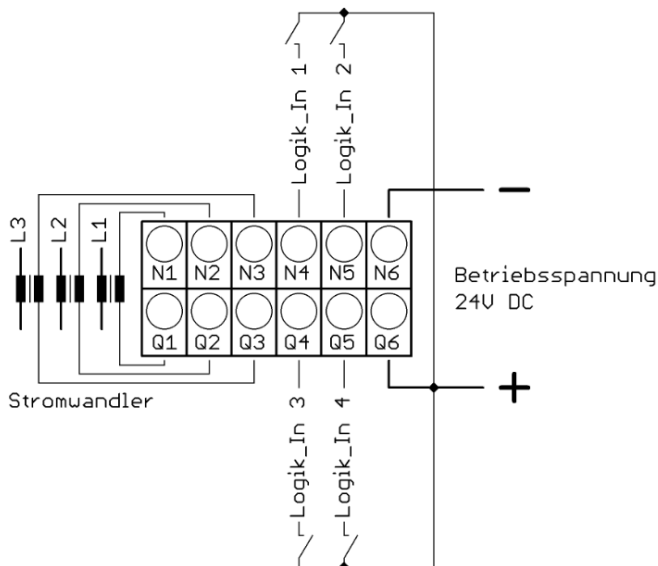 Logik_In 1
Logik_In 2
L3
L2
L1
N1 N2 N3 N4 N5 N6
Q1 Q2 Q3 Q4 Q5 Q6
−
Betriebsspannung
24V DC
+
Stromwandler
Logik_In 3
Logik_In 4